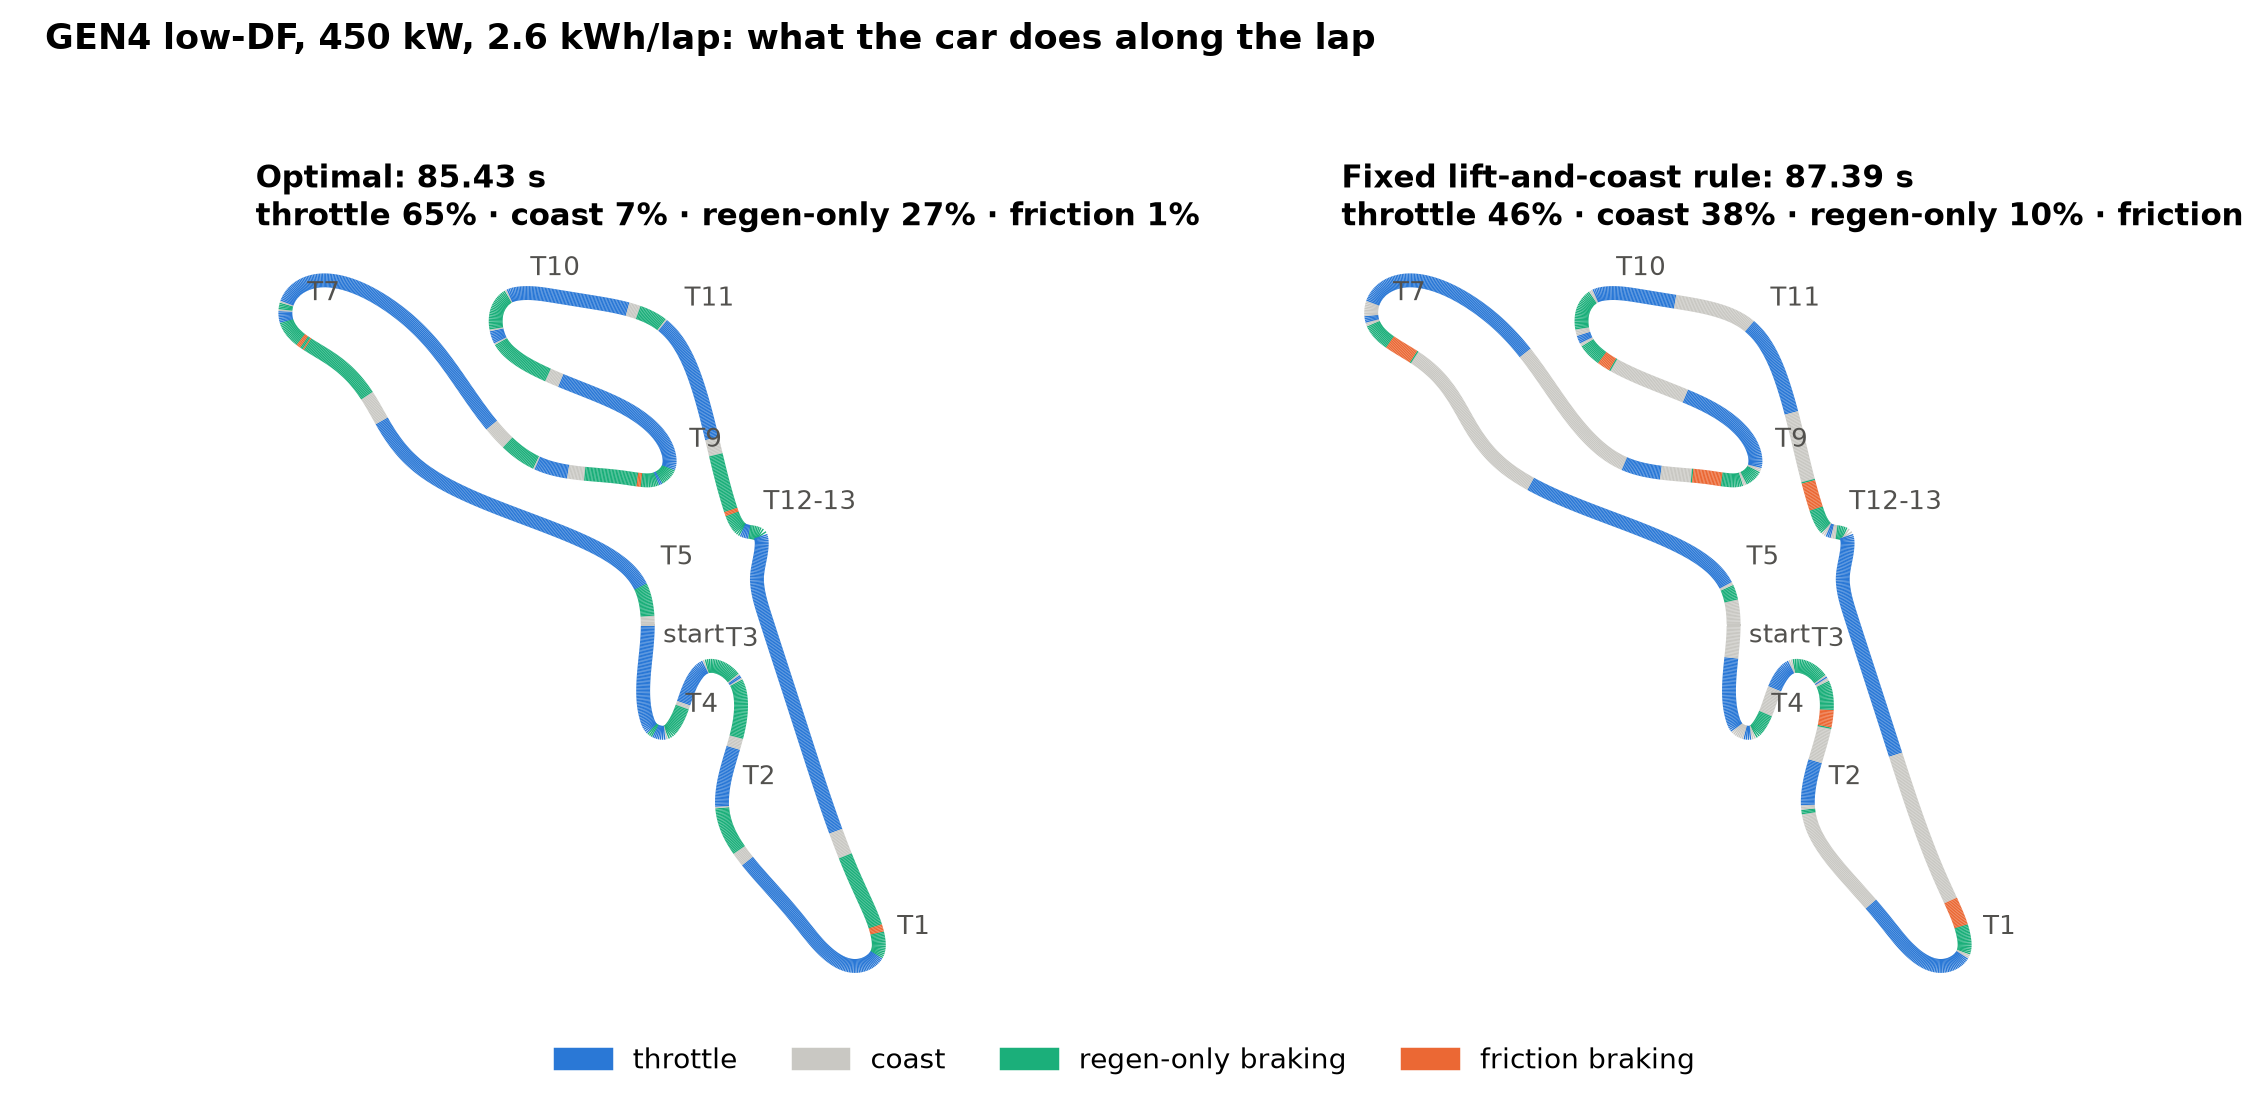 GEN4 low-DF, 450 kW, 2.6 kWh/lap: what the car does along the lap
Optimal: 85.43 s
throttle 65% · coast 7% · regen-only 27% · friction 1%
T10
T7
T11
T9
T12-13
T5
start
T3
T4
T2
T1
Fixed lift-and-coast rule: 87.39 s
throttle 46% · coast 38% · regen-only 10% · friction
T10
T7
T11
T9
T12-13
T5
start
T3
T4
T2
T1
throttle
coast
regen-only braking
friction braking